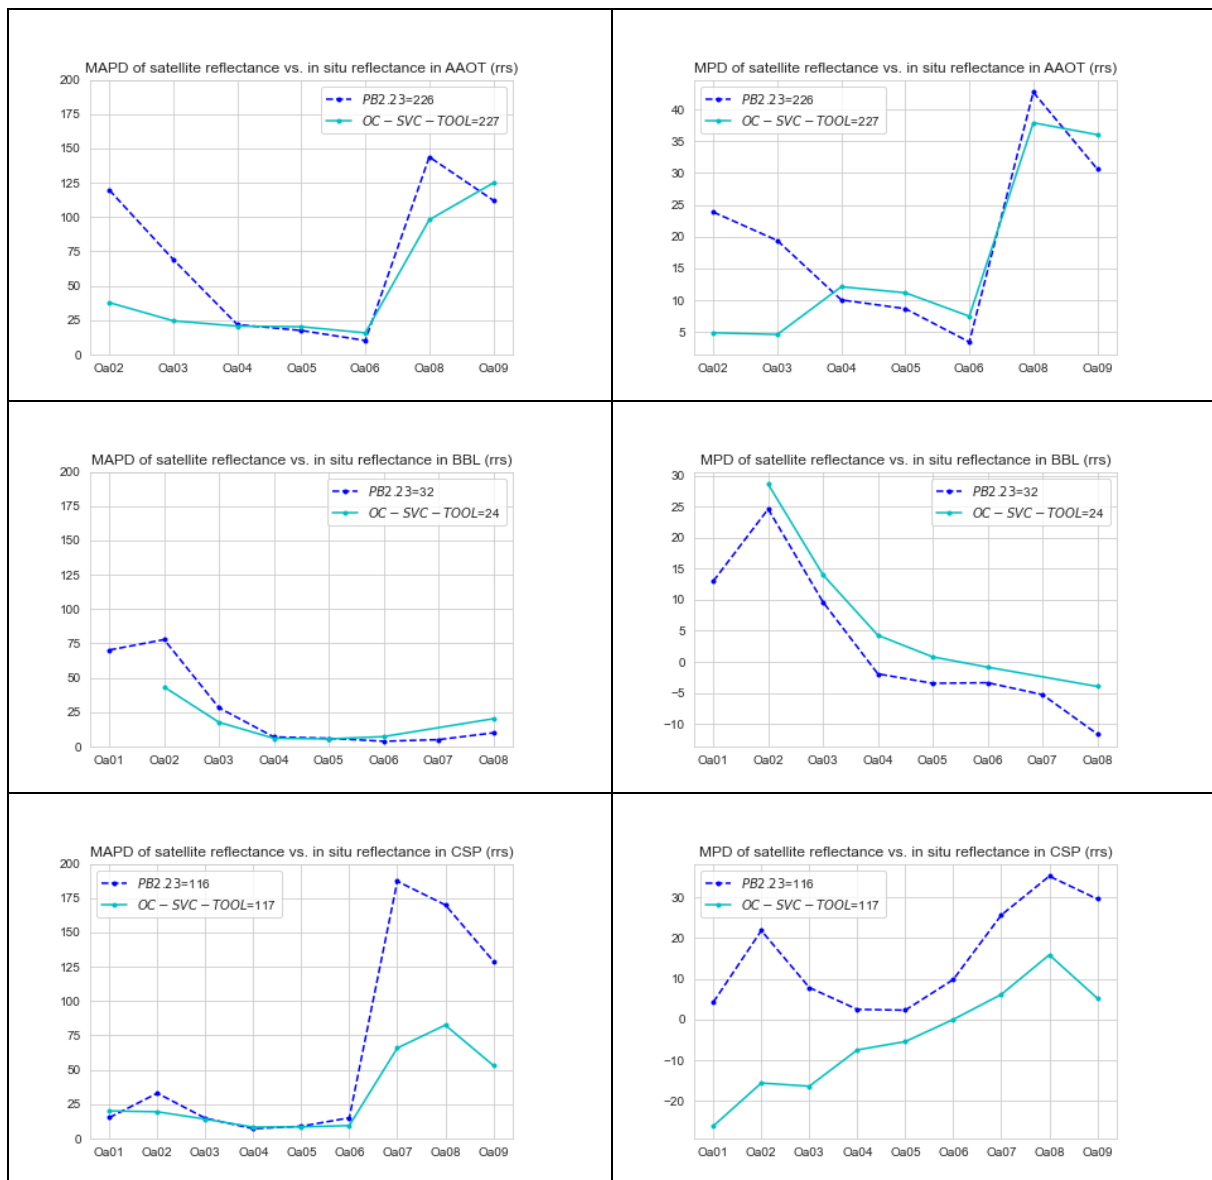 MAPD of satellite reflectance vs. in situ reflectance in AAOT (rrs)
200
175
150
125
100
75
50
25
0
PB2.23=226
OC − SVC − TOOL=227
Oa02 Oa03 Oa04 Oa05 Oa06 Oa08 Oa09
MPD of satellite reflectance vs. in situ reflectance in AAOT (rrs)
40
35
30
25
20
15
10
5
PB2.23=226
OC − SVC − TOOL=227
Oa02 Oa03 Oa04 Oa05 Oa06 Oa08 Oa09
MAPD of satellite reflectance vs. in situ reflectance in BBL (rrs)
200
175
150
125
100
75
50
25
0
PB2.23=32
OC − SVC − TOOL=24
Oa01 Oa02 Oa03 Oa04 Oa05 Oa06 Oa07 Oa08
MPD of satellite reflectance vs. in situ reflectance in BBL (rrs)
30
25
20
15
10
5
0
−5
−10
PB2.23=32
OC − SVC − TOOL=24
Oa01 Oa02 Oa03 Oa04 Oa05 Oa06 Oa07 Oa08
MAPD of satellite reflectance vs. in situ reflectance in CSP (rrs)
200
175
150
125
100
75
50
25
0
PB2.23=116
OC − SVC − TOOL=117
Oa01 Oa02 Oa03 Oa04 Oa05 Oa06 Oa07 Oa08 Oa09
MPD of satellite reflectance vs. in situ reflectance in CSP (rrs)
30
20
10
0
−10
−20
PB2.23=116
OC − SVC − TOOL=117
Oa01 Oa02 Oa03 Oa04 Oa05 Oa06 Oa07 Oa08 Oa09